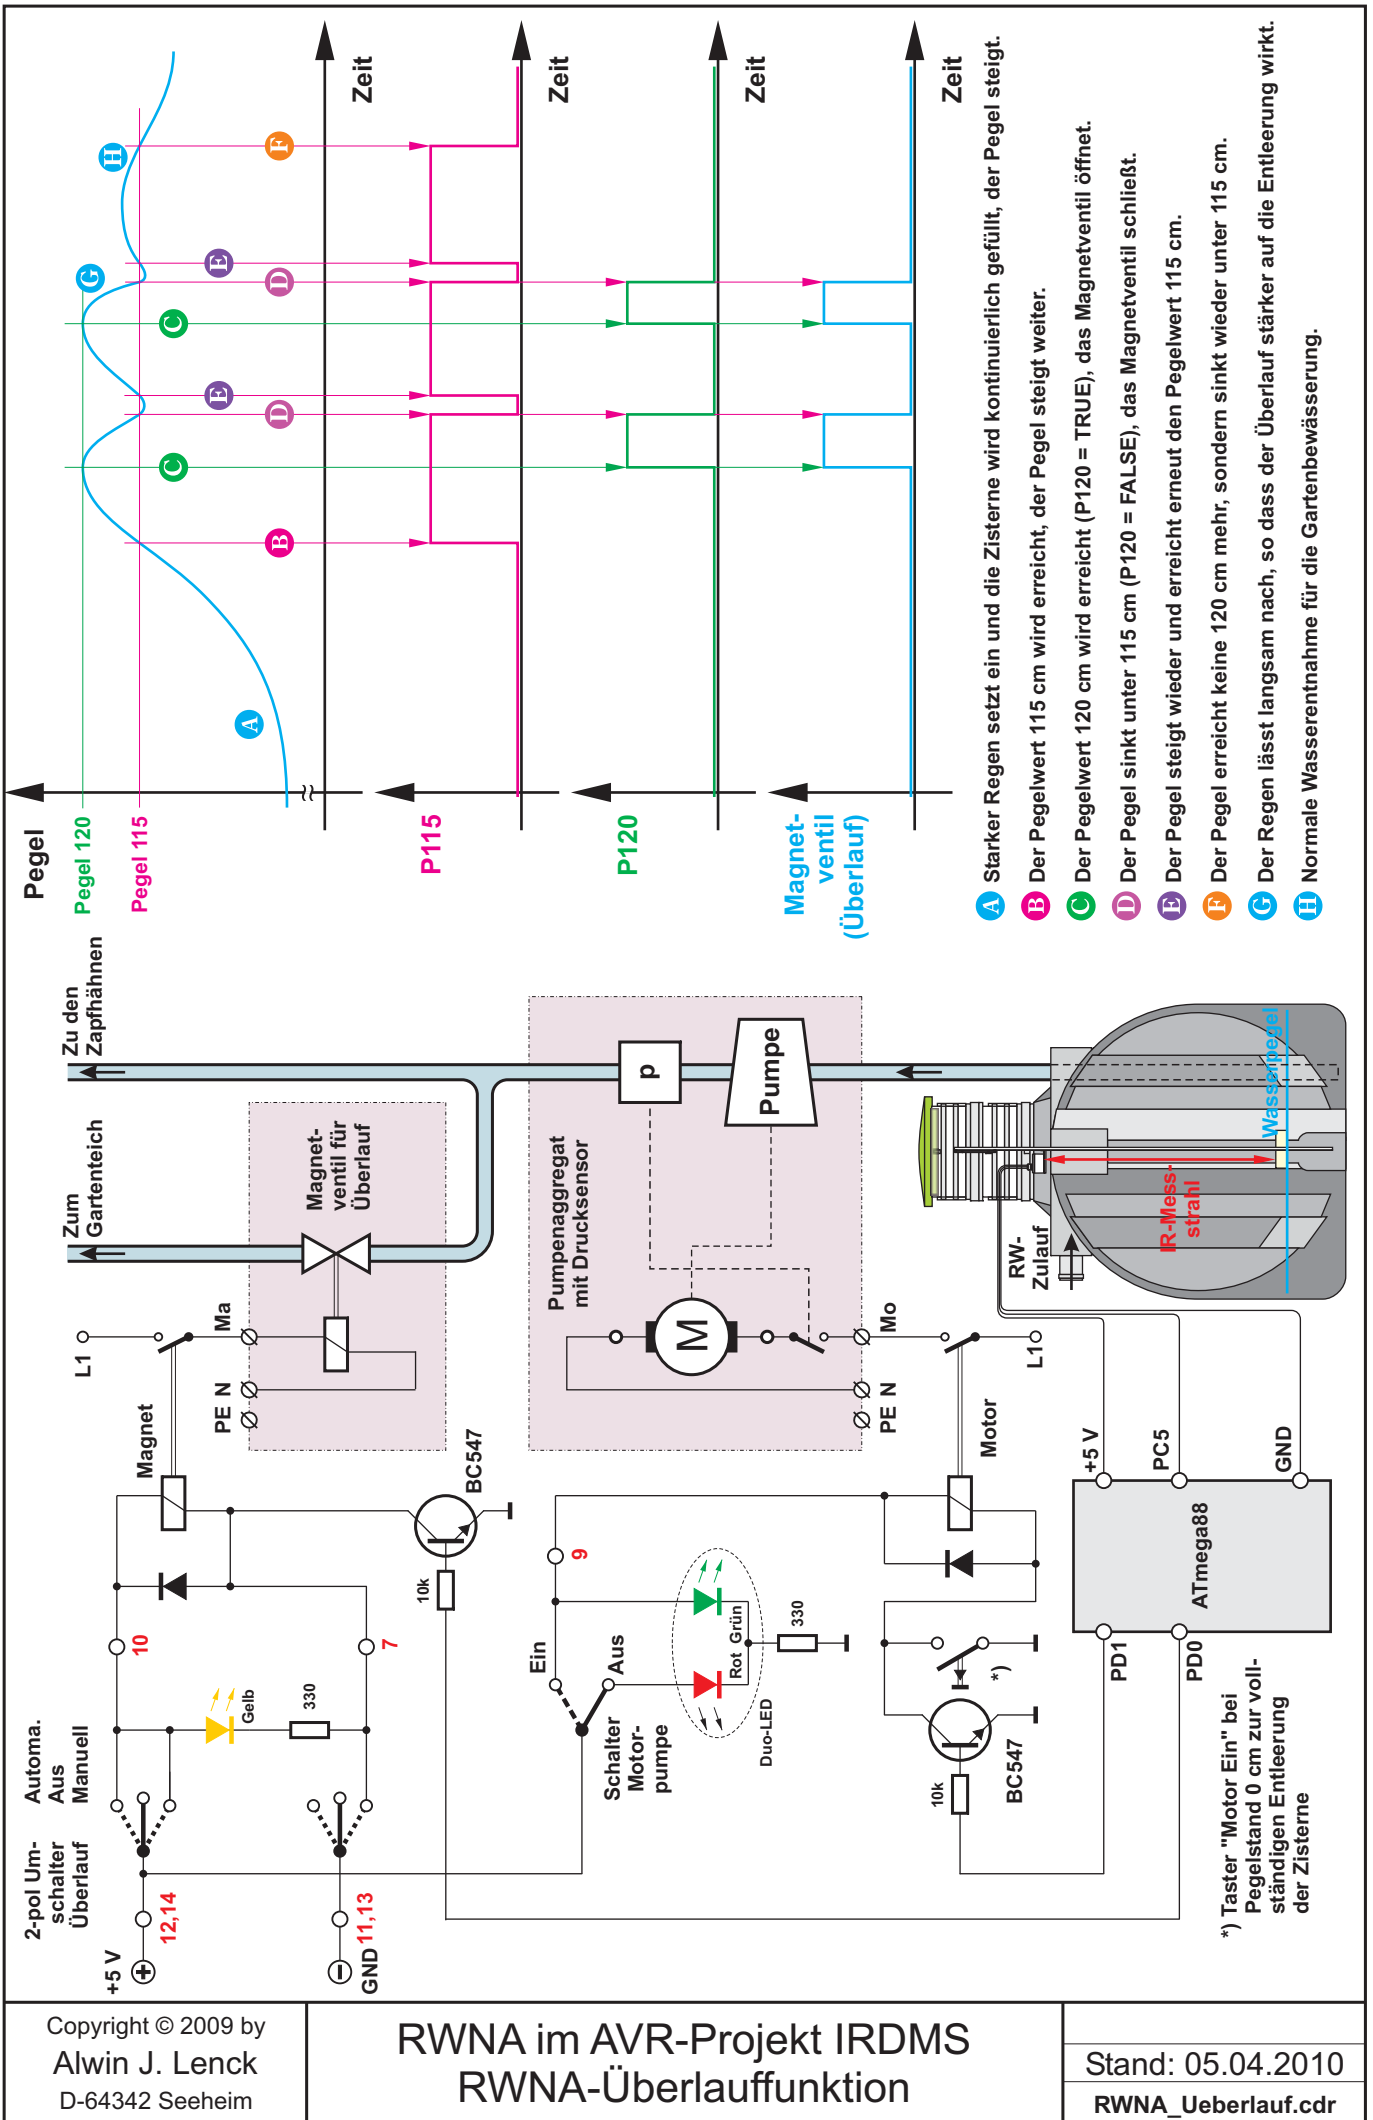 Pegel
Pegel 120
Pegel 115
A
B
C
D
E
C
D
E
F
G
H
Zeit
P115
Zeit
P120
Zeit
Magnet-
ventil
(Überlauf)
Zeit
A Starker Regen setzt ein und die Zisterne wird kontinuierlich gefüllt, der Pegel steigt.
B Der Pegelwert 115 cm wird erreicht, der Pegel steigt weiter.
C Der Pegelwert 120 cm wird erreicht (P120 = TRUE), das Magnetventil öffnet.
D Der Pegel sinkt unter 115 cm (P120 = FALSE), das Magnetventil schließt.
E Der Pegel steigt wieder und erreicht erneut den Pegelwert 115 cm.
F Der Pegel erreicht keine 120 cm mehr, sondern sinkt wieder unter 115 cm.
G Der Regen lässt langsam nach, so dass der Überlauf stärker auf die Entleerung wirkt.
H Normale Wasserentnahme für die Gartenbewässerung.
Zu den
Zapfhähnen
Zum
Gartenteich
Magnet-
ventil für
Überlauf
L1
Ma
N
PE
Magnet
BC547
10k
Pumpenaggregat
mit Drucksensor
p
Pumpe
M
Mo
N
PE
L1
Motor
RW-
Zulauf
IR-Mess-
strahl
Wasserpegel
+5 V
PC5
GND
ATmega88
PD1
PD0
2-pol Um-
schalter
Überlauf
Automa.
Aus
Manuell
+5 V
12,14
GND
11,13
10
7
Gelb
330
Ein
Aus
9
Schalter
Motor-
pumpe
Rot
Grün
Duo-LED
330
*)
BC547
10k
*) Taster "Motor Ein" bei
Pegelstand 0 cm zur voll-
ständigen Entleerung
der Zisterne
Copyright © 2009 by
Alwin J. Lenck
D-64342 Seeheim
RWNA im AVR-Projekt IRDMS
RWNA-Überlauffunktion
Stand: 05.04.2010
RWNA_Ueberlauf.cdr